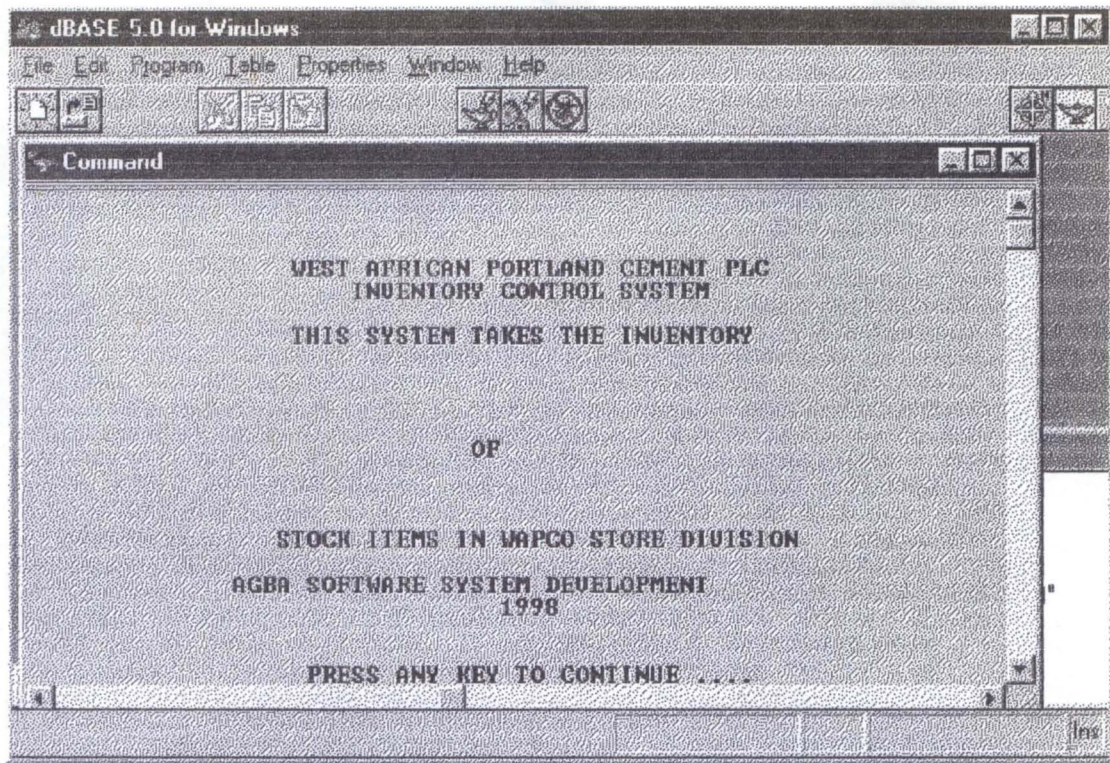 dBASE 5.0 for Windows
File Edit Program Table Properties Window Help
Command
WEST AFRICAN PORTLAND CEMENT PLC
INVENTORY CONTROL SYSTEM
THIS SYSTEM TAKES THE INVENTORY
OF
STOCK ITEMS IN WAPCO STORE DIVISION
AGBA SOFTWARE SYSTEM DEVELOPMENT
1998
PRESS ANY KEY TO CONTINUE ....
Ins